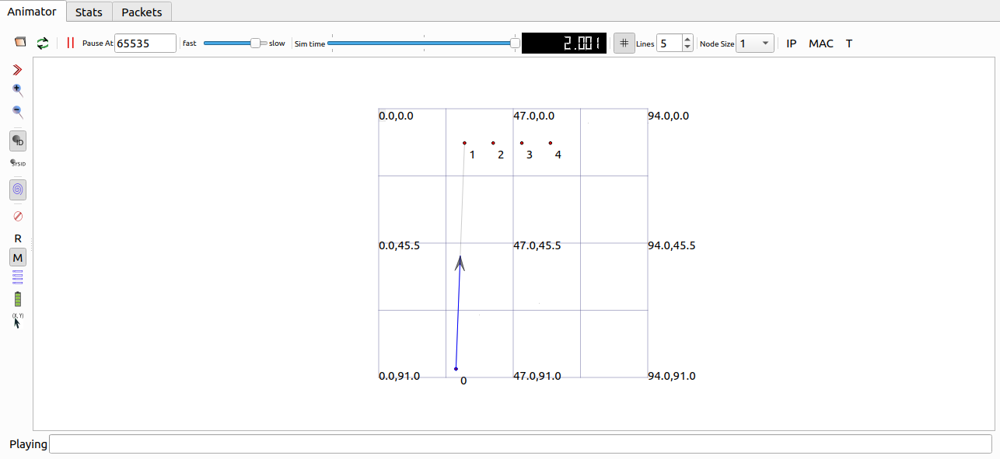 Animator Stats Packets
Pause At 65535 fast slow Sim time 2.001 # Lines 5 Node Size 1 IP MAC T
ID
SYSID
R
M
(X, Y)
0.0,0.0 47.0,0.0 94.0,0.0
1 2 3 4
0.0,45.5 47.0,45.5 94.0,45.5
0.0,91.0 47.0,91.0 94.0,91.0
0
Playing